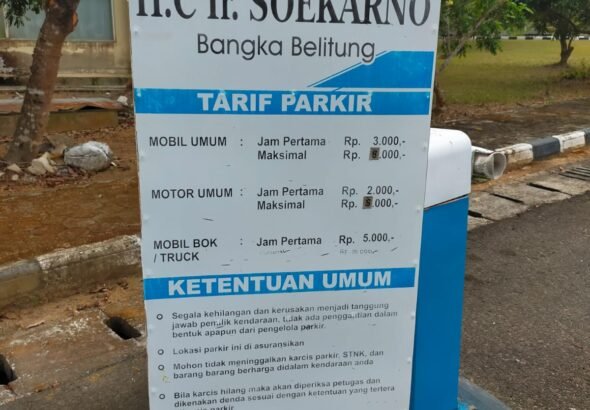 H.C Ir. SOEKARNO
Bangka Belitung
TARIF PARKIR
MOBIL UMUM : Jam Pertama Rp. 3.000,-
Maksimal Rp. 6.000,-
MOTOR UMUM : Jam Pertama Rp. 2.000,-
Maksimal Rp. 5.000,-
MOBIL BOK : Jam Pertama Rp. 5.000,-
/ TRUCK
KETENTUAN UMUM
o Segala kehilangan dan kerusakan menjadi tanggung
jawab pemilik kendaraan, tidak ada penggantian dalam
bentuk apapun dari pengelola parkir.
o Lokasi parkir ini di asuransikan
o Mohon tidak meninggalkan karcis parkir, STNK, dan
barang barang berharga didalam kendaraan anda
o Bila karcis hilang maka akan diperiksa petugas dan
dikenakan denda sesuai dengan ketentuan yang tertera
parkir